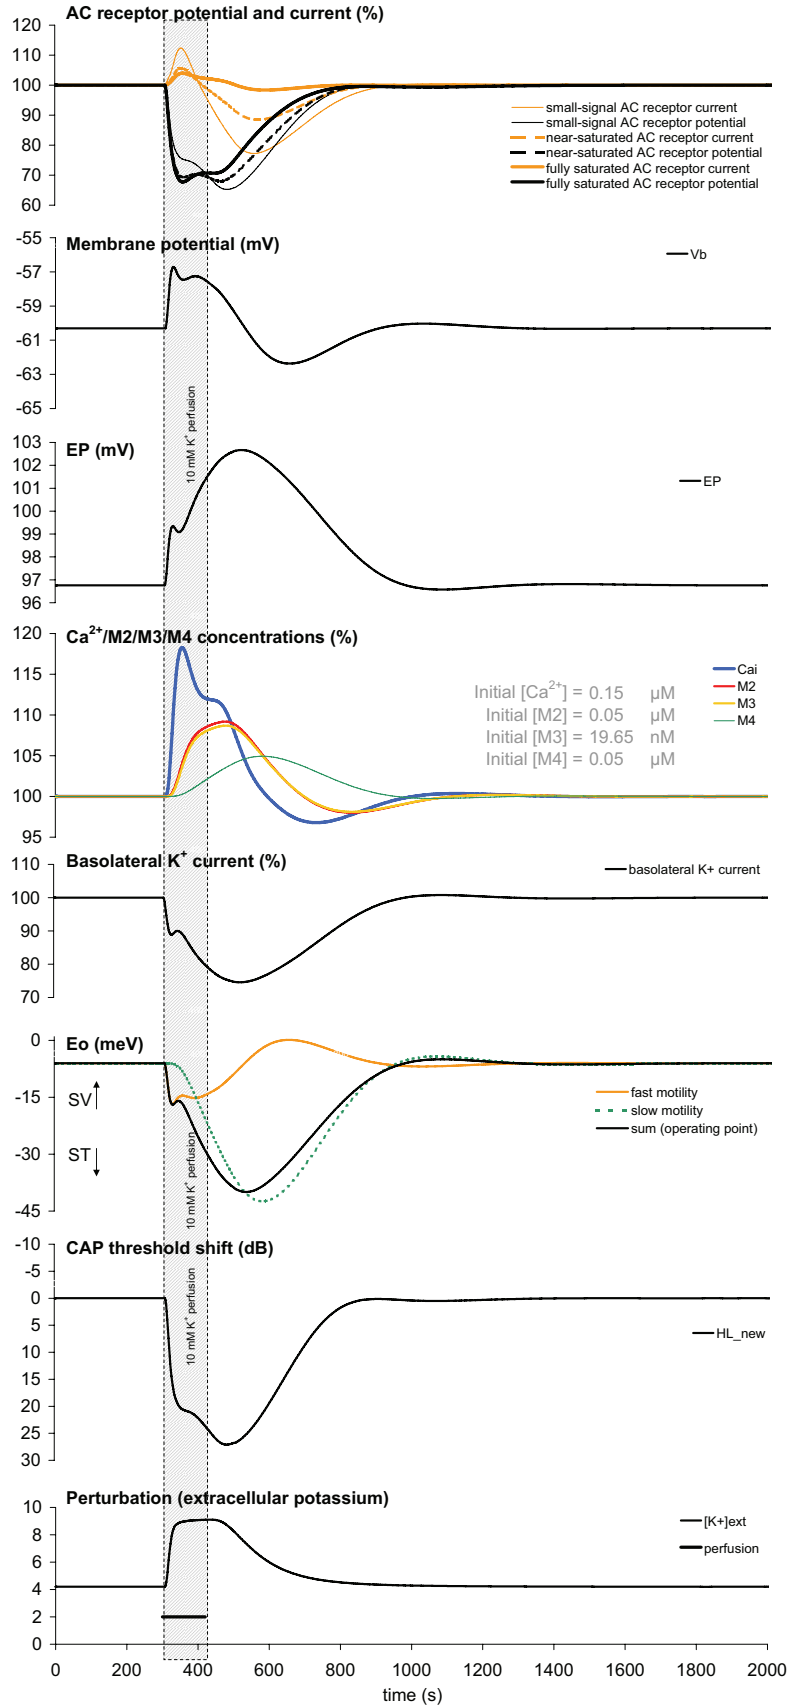 AC receptor potential and current (%)
120
110
100
90
80
70
60
small-signal AC receptor current
small-signal AC receptor potential
near-saturated AC receptor current
near-saturated AC receptor potential
fully saturated AC receptor current
fully saturated AC receptor potential
Membrane potential (mV)
-55
-57
-59
-61
-63
-65
Vb
10 mM K⁺ perfusion
EP (mV)
103
102
101
100
99
98
97
96
EP
Ca²⁺/M2/M3/M4 concentrations (%)
120
115
110
105
100
95
Initial [Ca²⁺] = 0.15 µM
Initial [M2] = 0.05 µM
Initial [M3] = 19.65 nM
Initial [M4] = 0.05 µM
Cai
M2
M3
M4
Basolateral K⁺ current (%)
110
100
90
80
70
basolateral K+ current
Eo (meV)
0
-15
-30
-45
SV
ST
10 mM K⁺ perfusion
fast motility
slow motility
sum (operating point)
CAP threshold shift (dB)
-10
-5
0
5
10
15
20
25
30
10 mM K⁺ perfusion
HL_new
Perturbation (extracellular potassium)
10
8
6
4
2
0
[K+]ext
perfusion
0 200 400 600 800 1000 1200 1400 1600 1800 2000
time (s)